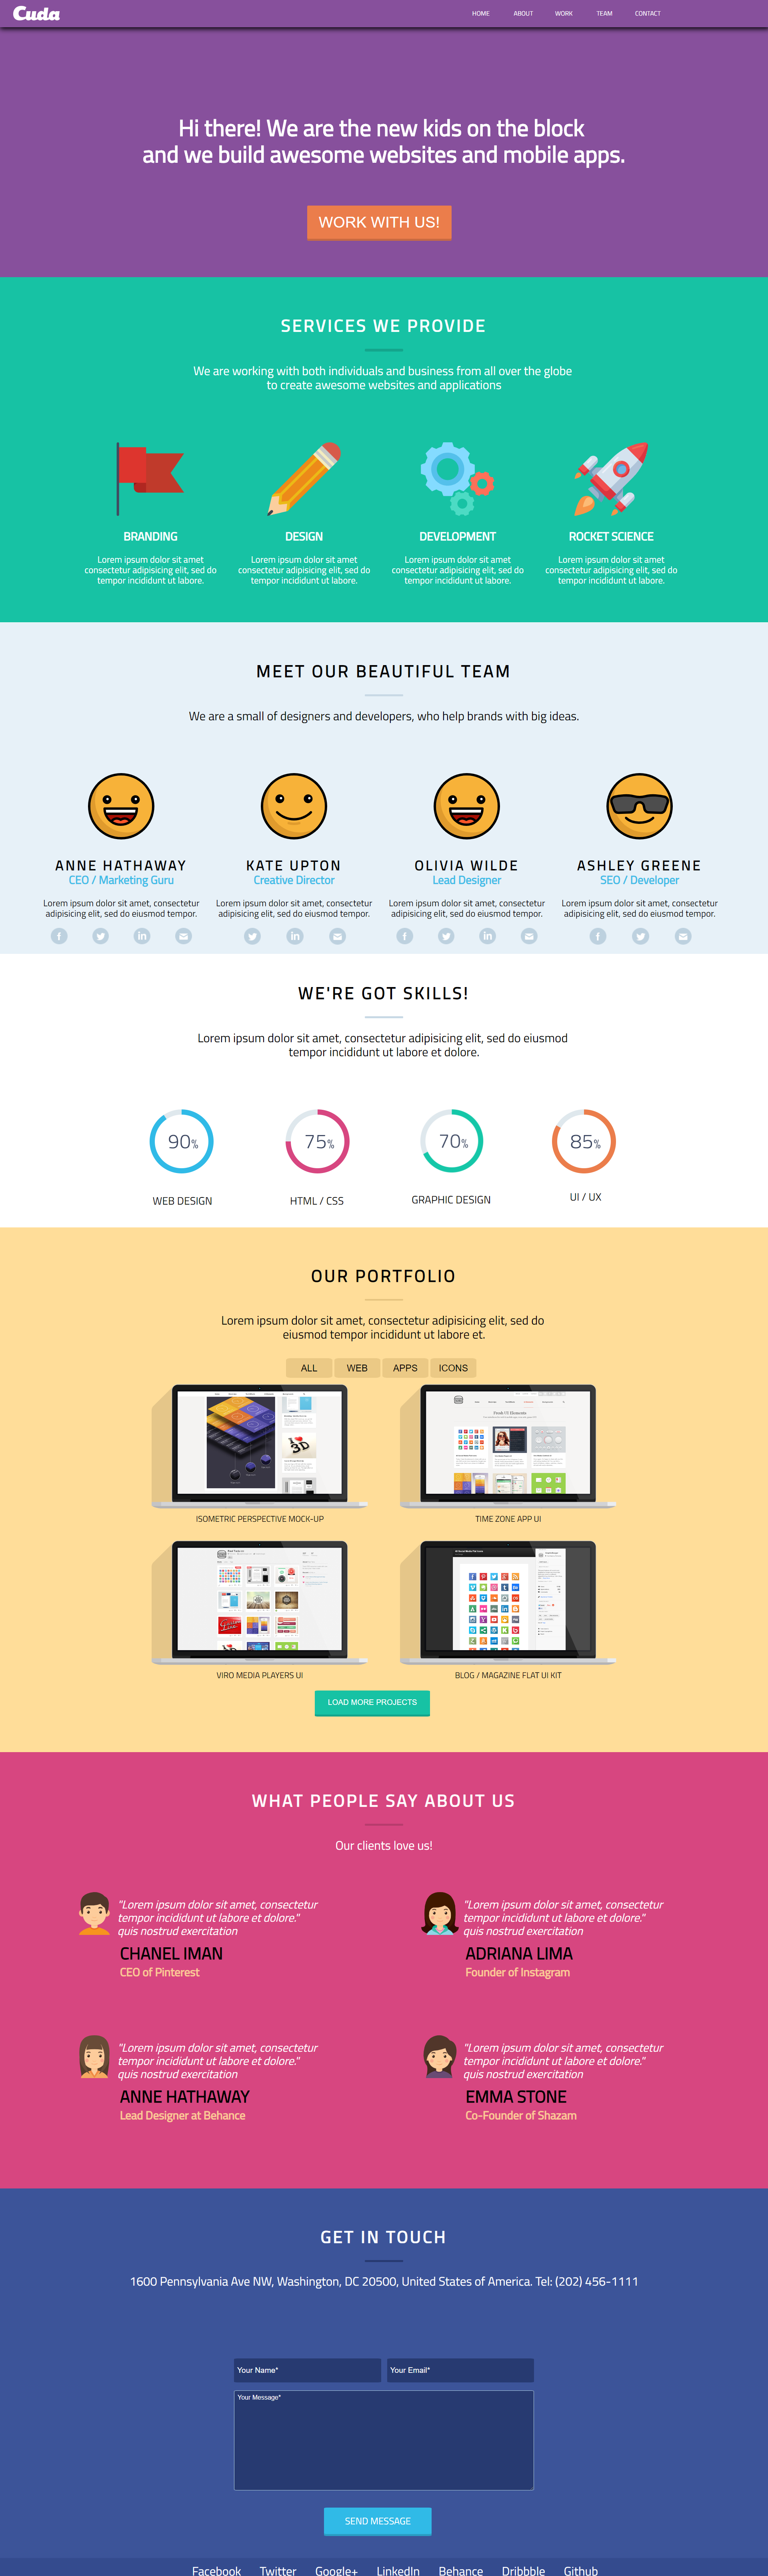 Cuda
HOME ABOUT WORK TEAM CONTACT
Hi there! We are the new kids on the block
and we build awesome websites and mobile apps.
WORK WITH US!
SERVICES WE PROVIDE
We are working with both individuals and business from all over the globe
to create awesome websites and applications
BRANDING DESIGN DEVELOPMENT ROCKET SCIENCE
Lorem ipsum dolor sit amet
consectetur adipisicing elit, sed do
tempor incididunt ut labore.
Lorem ipsum dolor sit amet
consectetur adipisicing elit, sed do
tempor incididunt ut labore.
Lorem ipsum dolor sit amet
consectetur adipisicing elit, sed do
tempor incididunt ut labore.
Lorem ipsum dolor sit amet
consectetur adipisicing elit, sed do
tempor incididunt ut labore.
MEET OUR BEAUTIFUL TEAM
We are a small of designers and developers, who help brands with big ideas.
ANNE HATHAWAY
CEO / Marketing Guru
Lorem ipsum dolor sit amet, consectetur
adipisicing elit, sed do eiusmod tempor.
KATE UPTON
Creative Director
Lorem ipsum dolor sit amet, consectetur
adipisicing elit, sed do eiusmod tempor.
OLIVIA WILDE
Lead Designer
Lorem ipsum dolor sit amet, consectetur
adipisicing elit, sed do eiusmod tempor.
ASHLEY GREENE
SEO / Developer
Lorem ipsum dolor sit amet, consectetur
adipisicing elit, sed do eiusmod tempor.
WE'RE GOT SKILLS!
Lorem ipsum dolor sit amet, consectetur adipisicing elit, sed do eiusmod
tempor incididunt ut labore et dolore.
90% 75% 70% 85%
WEB DESIGN HTML / CSS GRAPHIC DESIGN UI / UX
OUR PORTFOLIO
Lorem ipsum dolor sit amet, consectetur adipisicing elit, sed do
eiusmod tempor incididunt ut labore et.
ALL WEB APPS ICONS
ISOMETRIC PERSPECTIVE MOCK-UP TIME ZONE APP UI
VIRO MEDIA PLAYERS UI BLOG / MAGAZINE FLAT UI KIT
LOAD MORE PROJECTS
WHAT PEOPLE SAY ABOUT US
Our clients love us!
"Lorem ipsum dolor sit amet, consectetur
tempor incididunt ut labore et dolore."
quis nostrud exercitation
CHANEL IMAN
CEO of Pinterest
"Lorem ipsum dolor sit amet, consectetur
tempor incididunt ut labore et dolore."
quis nostrud exercitation
ADRIANA LIMA
Founder of Instagram
"Lorem ipsum dolor sit amet, consectetur
tempor incididunt ut labore et dolore."
quis nostrud exercitation
ANNE HATHAWAY
Lead Designer at Behance
"Lorem ipsum dolor sit amet, consectetur
tempor incididunt ut labore et dolore."
quis nostrud exercitation
EMMA STONE
Co-Founder of Shazam
GET IN TOUCH
1600 Pennsylvania Ave NW, Washington, DC 20500, United States of America. Tel: (202) 456-1111
Your Name* Your Email*
Your Message*
SEND MESSAGE
Facebook Twitter Google+ LinkedIn Behance Dribbble Github